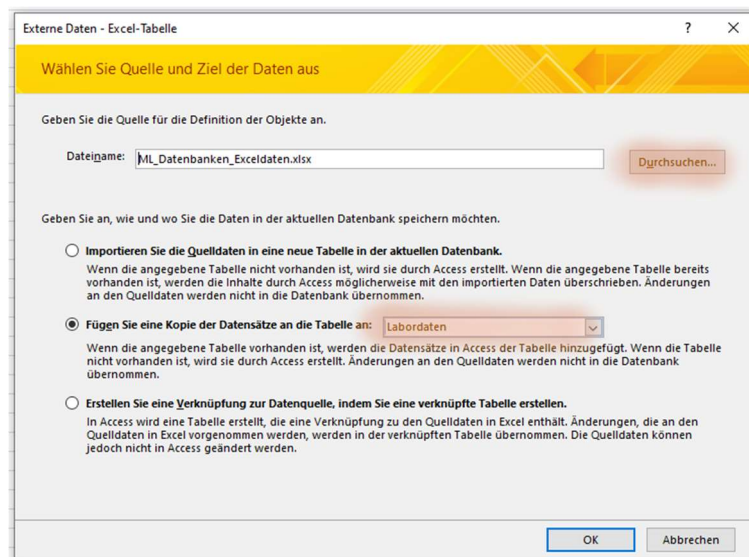 Externe Daten - Excel-Tabelle
? ×
Wählen Sie Quelle und Ziel der Daten aus
Geben Sie die Quelle für die Definition der Objekte an.
Dateiname: ML_Datenbanken_Exceldaten.xlsx Durchsuchen...
Geben Sie an, wie und wo Sie die Daten in der aktuellen Datenbank speichern möchten.
Importieren Sie die Quelldaten in eine neue Tabelle in der aktuellen Datenbank.
Wenn die angegebene Tabelle nicht vorhanden ist, wird sie durch Access erstellt. Wenn die angegebene Tabelle bereits
vorhanden ist, werden die Inhalte durch Access möglicherweise mit den importierten Daten überschrieben. Änderungen
an den Quelldaten werden nicht in die Datenbank übernommen.
Fügen Sie eine Kopie der Datensätze an die Tabelle an: Labordaten
Wenn die angegebene Tabelle vorhanden ist, werden die Datensätze in Access der Tabelle hinzugefügt. Wenn die Tabelle
nicht vorhanden ist, wird sie durch Access erstellt. Änderungen an den Quelldaten werden nicht in die Datenbank
übernommen.
Erstellen Sie eine Verknüpfung zur Datenquelle, indem Sie eine verknüpfte Tabelle erstellen.
In Access wird eine Tabelle erstellt, die eine Verknüpfung zu den Quelldaten in Excel enthält. Änderungen, die an den
Quelldaten in Excel vorgenommen werden, werden in der verknüpften Tabelle übernommen. Die Quelldaten können
jedoch nicht in Access geändert werden.
OK Abbrechen